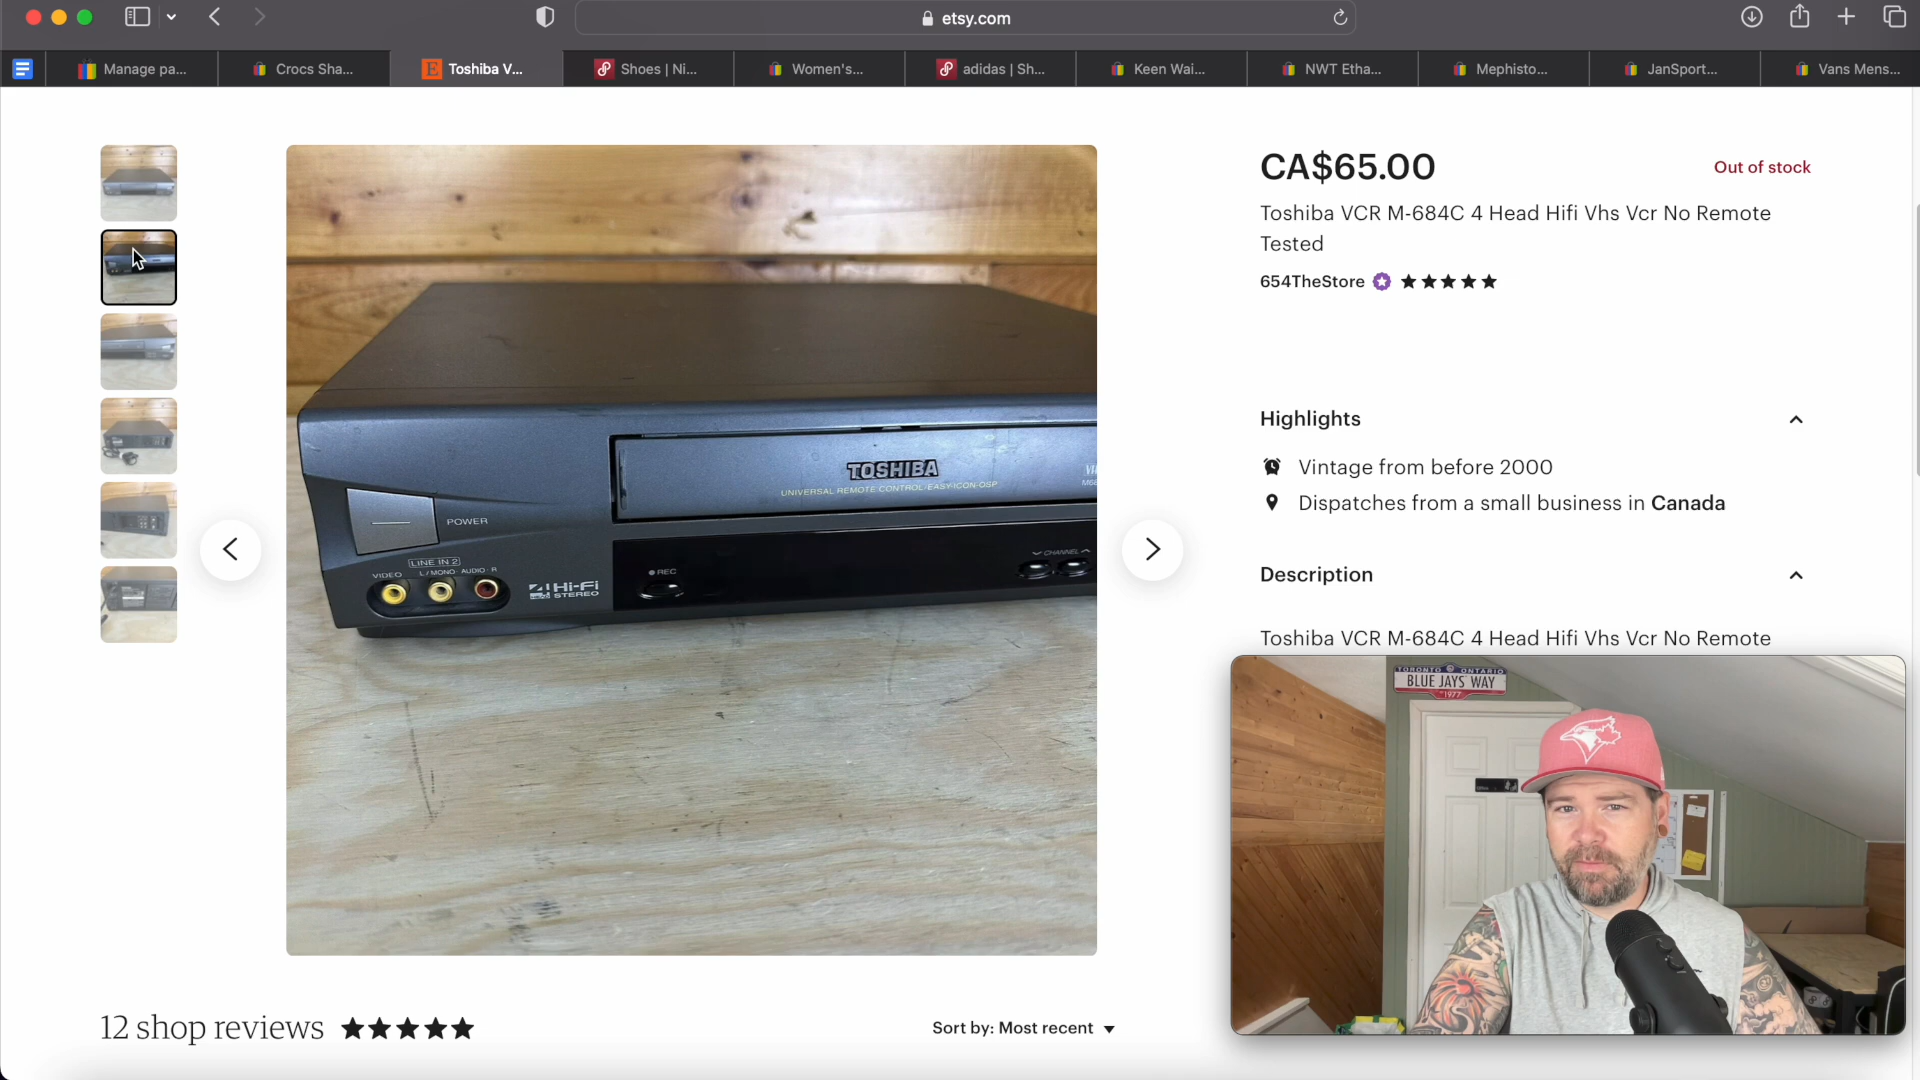 etsy.com
Manage pa...
Crocs Sha...
Toshiba V...
Shoes | Ni...
Women's...
adidas | Sh...
Keen Wai...
NWT Etha...
Mephisto...
JanSport...
Vans Mens...
CA$65.00
Out of stock
Toshiba VCR M-684C 4 Head Hifi Vhs Vcr No Remote
Tested
654TheStore
Highlights
Vintage from before 2000
Dispatches from a small business in Canada
Description
Toshiba VCR M-684C 4 Head Hifi Vhs Vcr No Remote
TOSHIBA
UNIVERSAL REMOTE CONTROL·EASY-ICON-OSP
POWER
LINE IN 2
VIDEO L / MONO · AUDIO · R
Hi-Fi
STEREO
REC
CHANNEL
TORONTO ONTARIO
BLUE JAYS WAY
1977
12 shop reviews
Sort by: Most recent